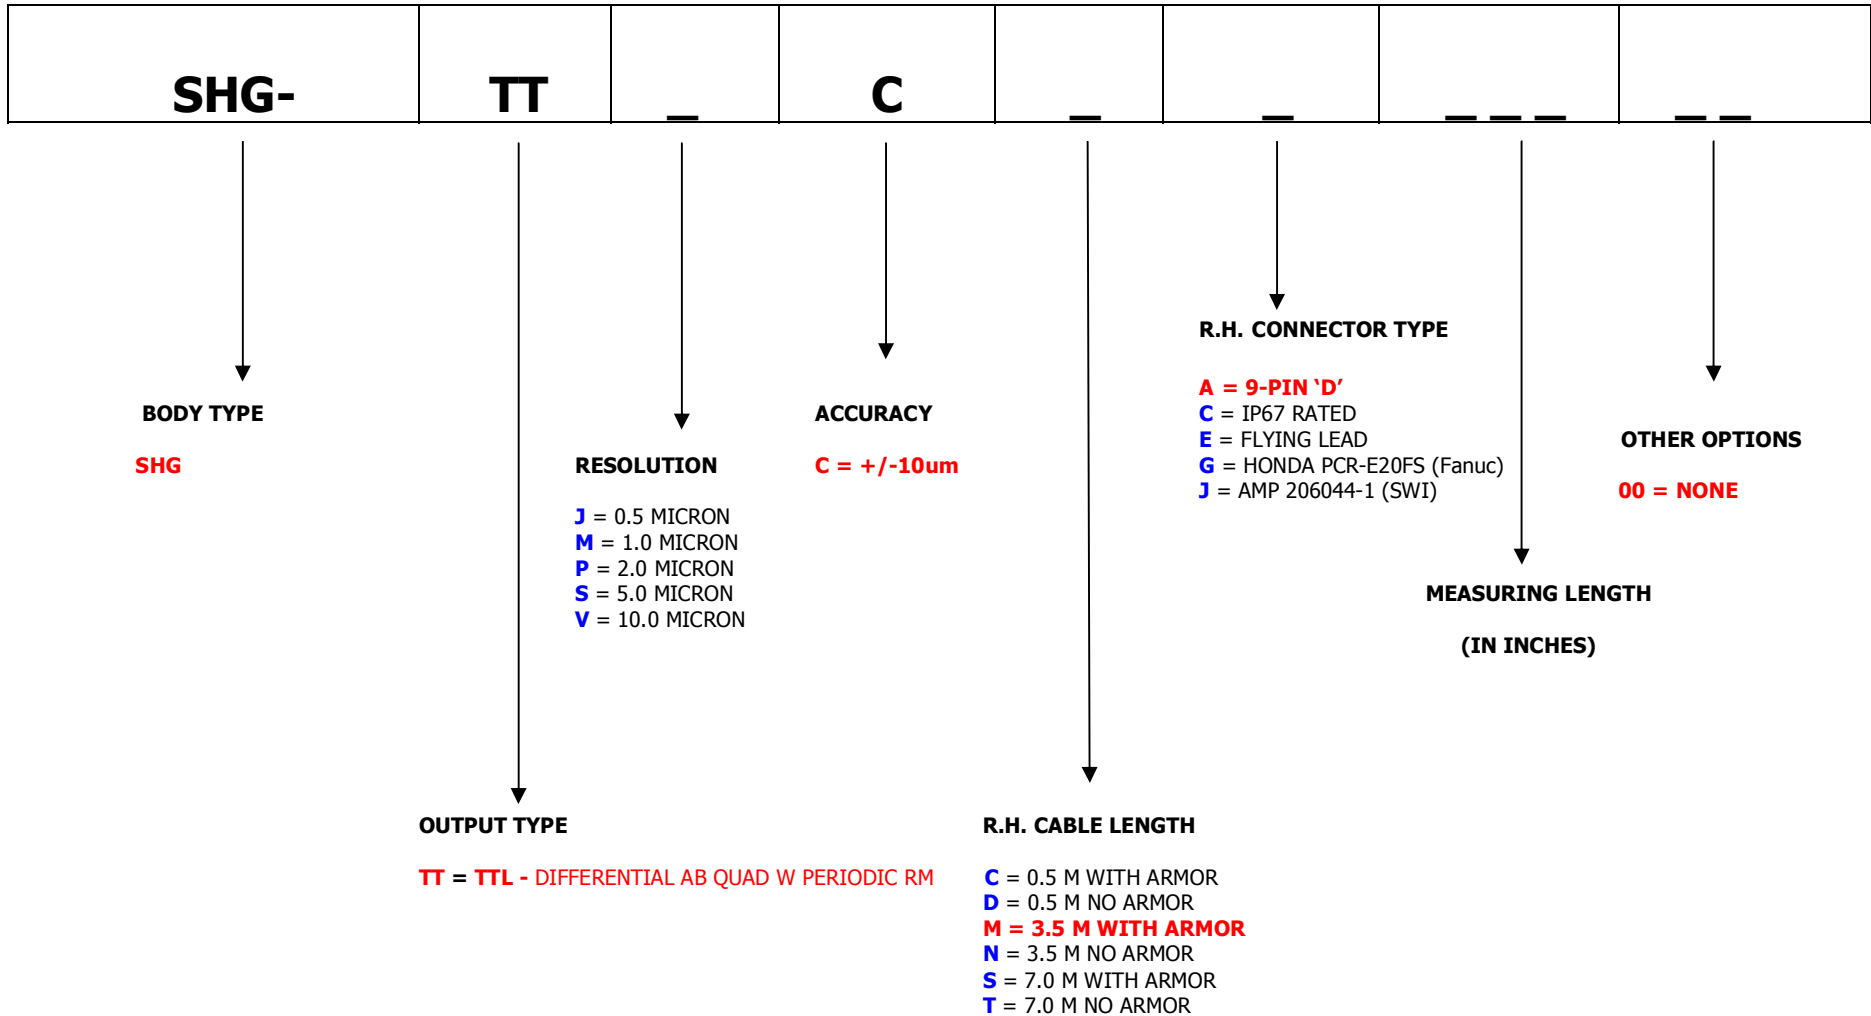 SHG- TT _ C _ _ _ _ _ _ _
R.H. CONNECTOR TYPE
A = 9-PIN ‘D’
C = IP67 RATED
E = FLYING LEAD
G = HONDA PCR-E20FS (Fanuc)
J = AMP 206044-1 (SWI)
BODY TYPE
SHG
ACCURACY
C = +/-10um
OTHER OPTIONS
00 = NONE
RESOLUTION
J = 0.5 MICRON
M = 1.0 MICRON
P = 2.0 MICRON
S = 5.0 MICRON
V = 10.0 MICRON
MEASURING LENGTH
(IN INCHES)
OUTPUT TYPE
TT = TTL - DIFFERENTIAL AB QUAD W PERIODIC RM
R.H. CABLE LENGTH
C = 0.5 M WITH ARMOR
D = 0.5 M NO ARMOR
M = 3.5 M WITH ARMOR
N = 3.5 M NO ARMOR
S = 7.0 M WITH ARMOR
T = 7.0 M NO ARMOR